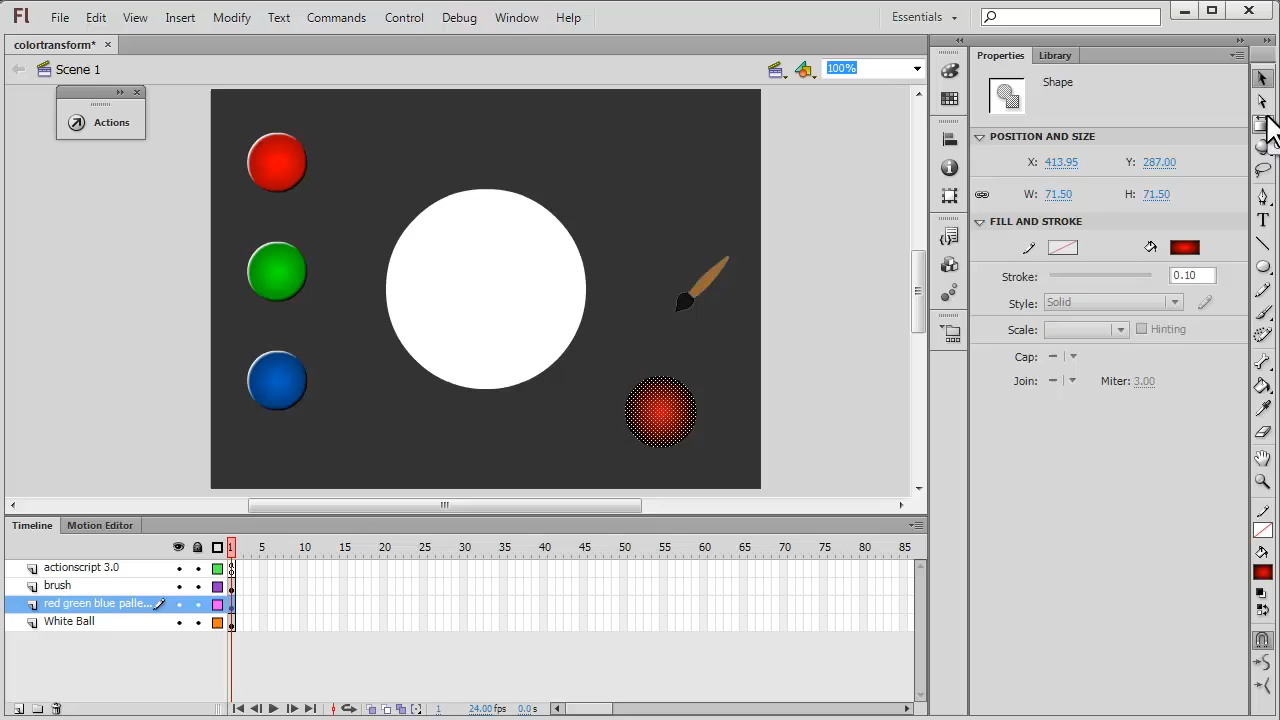 Fl File Edit View Insert Modify Text Commands Control Debug Window Help Essentials
colortransform* ×
Scene 1 100%
Actions
Properties Library
Shape
POSITION AND SIZE
X: 413.95 Y: 287.00
W: 71.50 H: 71.50
FILL AND STROKE
Stroke: 0.10
Style: Solid
Scale: Hinting
Cap:
Join: Miter: 3.00
Timeline Motion Editor
1 5 10 15 20 25 30 35 40 45 50 55 60 65 70 75 80 85
actionscript 3.0
brush
red green blue palle...
White Ball
1 24.00 fps 0.0 s